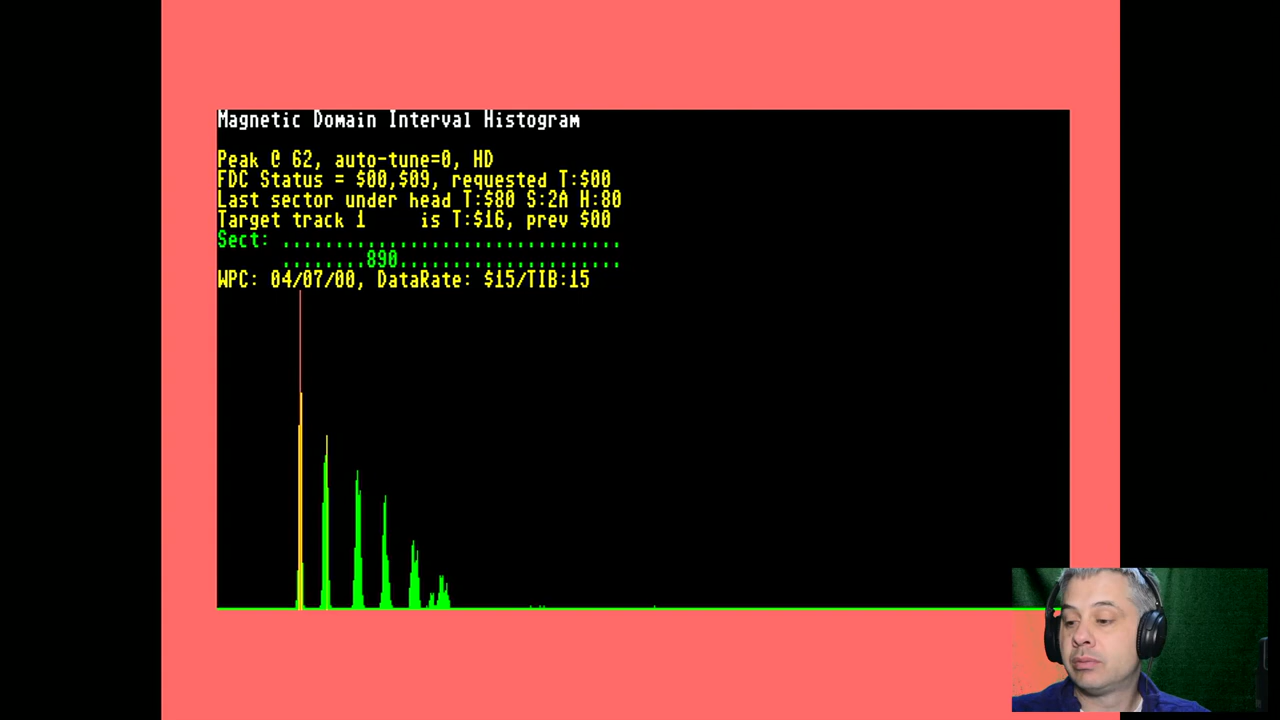 Magnetic Domain Interval Histogram
Peak @ 62, auto-tune=0, HD
FDC Status = $00,$09, requested T:$00
Last sector under head T:$80 S:2A H:80
Target track 1     is T:$16, prev $00
Sect: ................................
........890.....................
WPC: 04/07/00, DataRate: $15/TIB:15